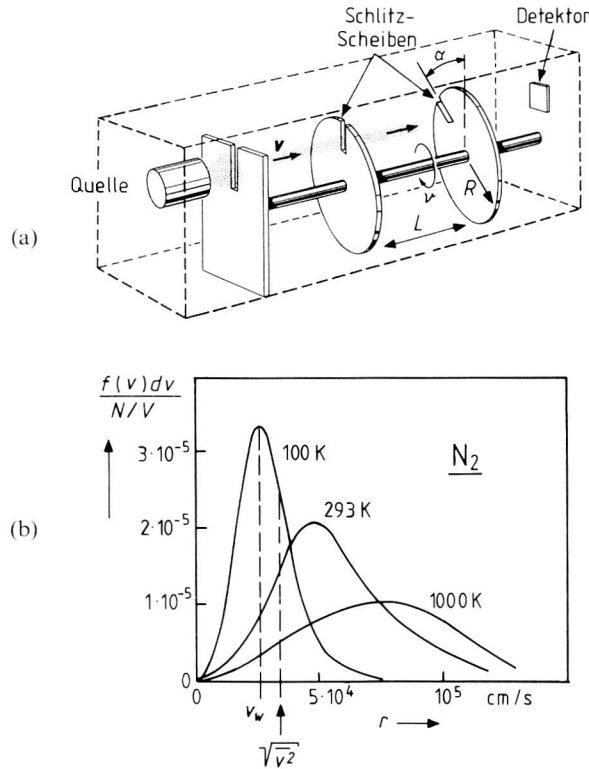 Schlitz-
Scheiben
Detektor
α
v
Quelle
ν
R
L
(a)
f(v)dv
N/V
3·10⁻⁵
2·10⁻⁵
1·10⁻⁵
0
100 K
293 K
1000 K
N₂
(b)
0
5·10⁴
10⁵
cm/s
v_w
r
√v̅²